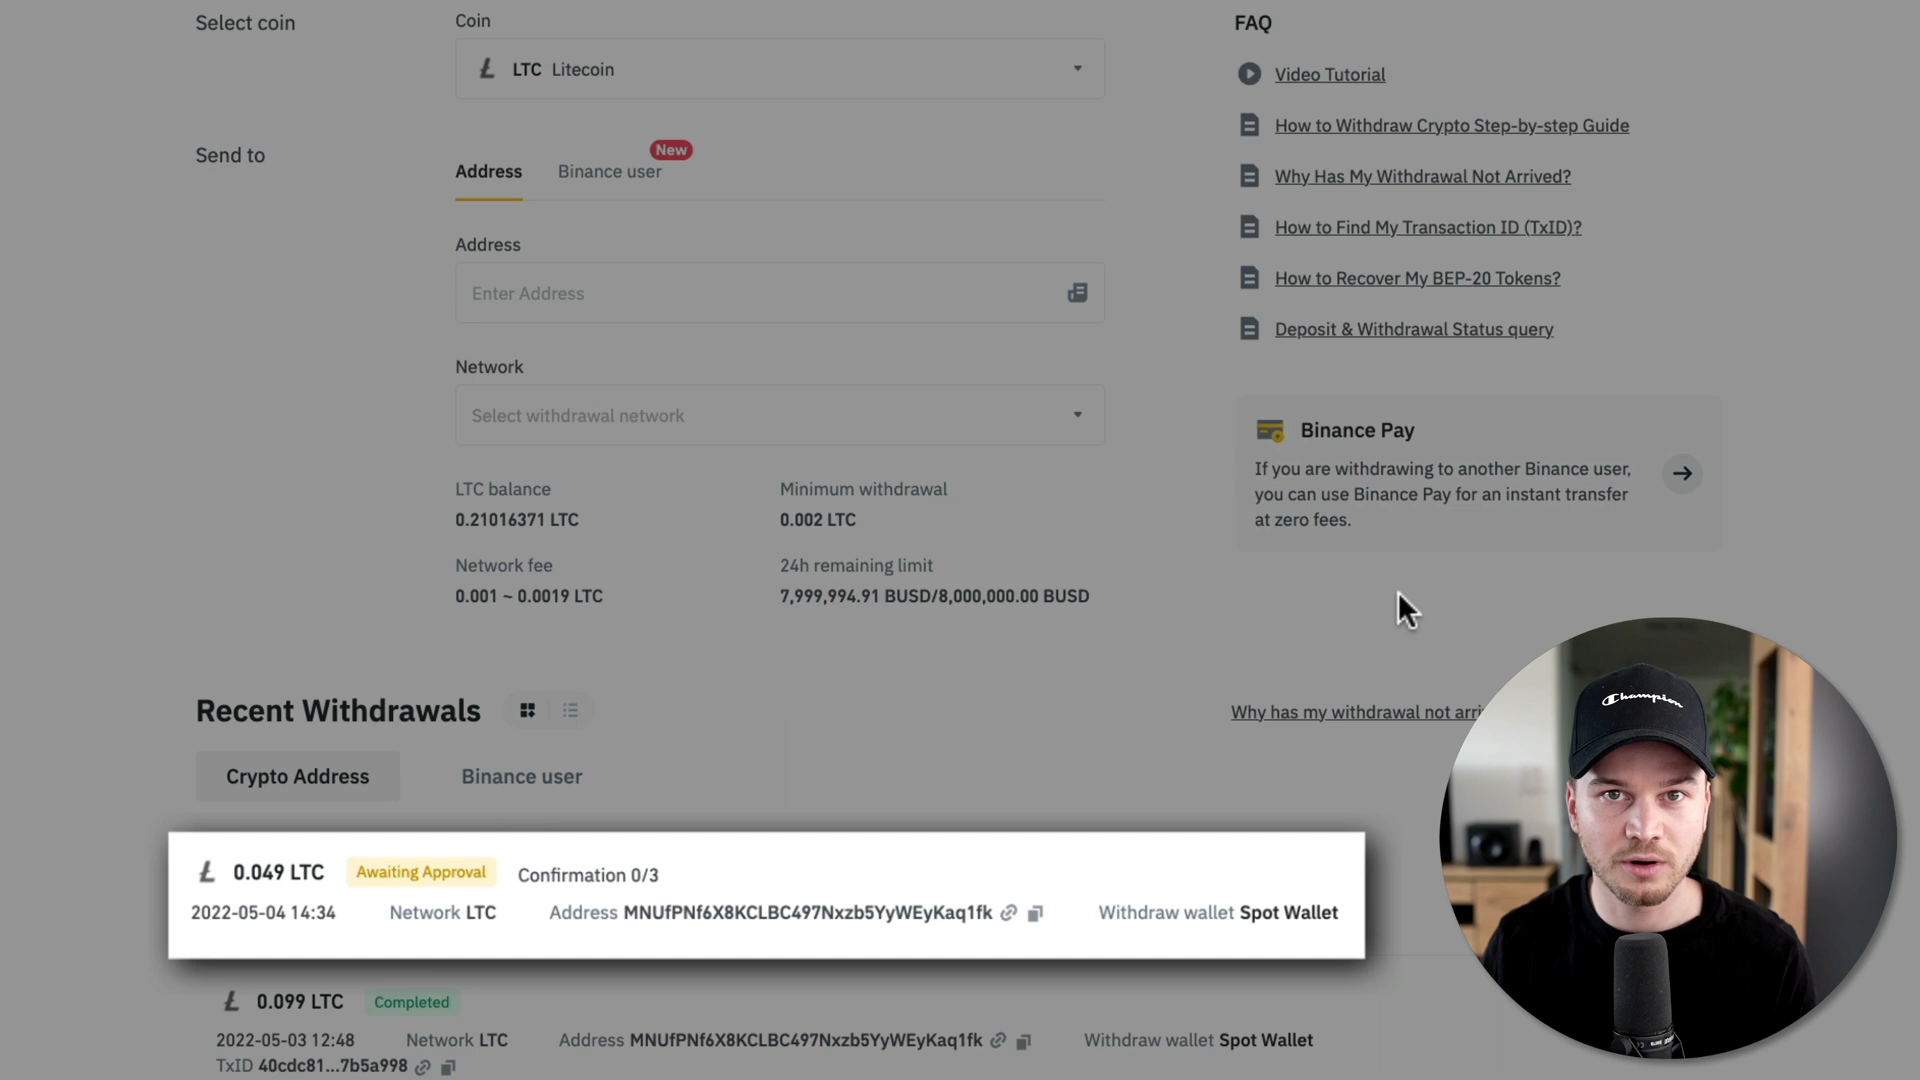 Select coin
Coin
LTC Litecoin
Send to
Address
Binance user
New
Address
Enter Address
Network
Select withdrawal network
LTC balance
0.21016371 LTC
Minimum withdrawal
0.002 LTC
Network fee
0.001 ~ 0.0019 LTC
24h remaining limit
7,999,994.91 BUSD/8,000,000.00 BUSD
FAQ
Video Tutorial
How to Withdraw Crypto Step-by-step Guide
Why Has My Withdrawal Not Arrived?
How to Find My Transaction ID (TxID)?
How to Recover My BEP-20 Tokens?
Deposit & Withdrawal Status query
Binance Pay
If you are withdrawing to another Binance user,
you can use Binance Pay for an instant transfer
at zero fees.
Recent Withdrawals
Why has my withdrawal not arri
Crypto Address
Binance user
0.049 LTC Awaiting Approval Confirmation 0/3
2022-05-04 14:34 Network LTC Address MNUfPNf6X8KCLBC497Nxzb5YyWEyKaq1fk Withdraw wallet Spot Wallet
0.099 LTC Completed
2022-05-03 12:48 Network LTC Address MNUfPNf6X8KCLBC497Nxzb5YyWEyKaq1fk Withdraw wallet Spot Wallet
TxID 40cdc81...7b5a998
Champion